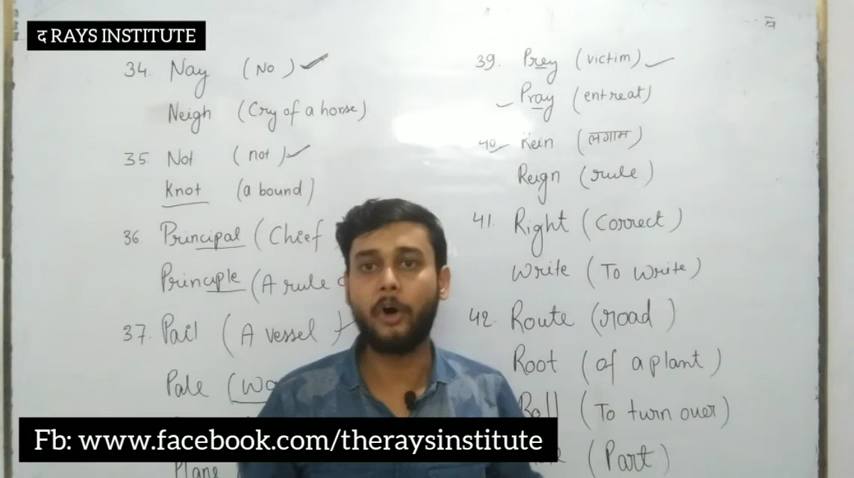 द RAYS INSTITUTE
34. Nay (No)
Neigh (Cry of a horse)
35 Not (not)
Knot (a bound)
36 Principal (Chief
Principle (A rule
37. Pail (A vessel
Pale
Plane
39. Prey (victim)
Pray (entreat)
40 Rein (लगाम)
Reign (rule)
41. Right (Correct)
Write (To write)
42. Route (road)
Root (of a plant)
(To turn over)
(Part)
Fb: www.facebook.com/theraysinstitute